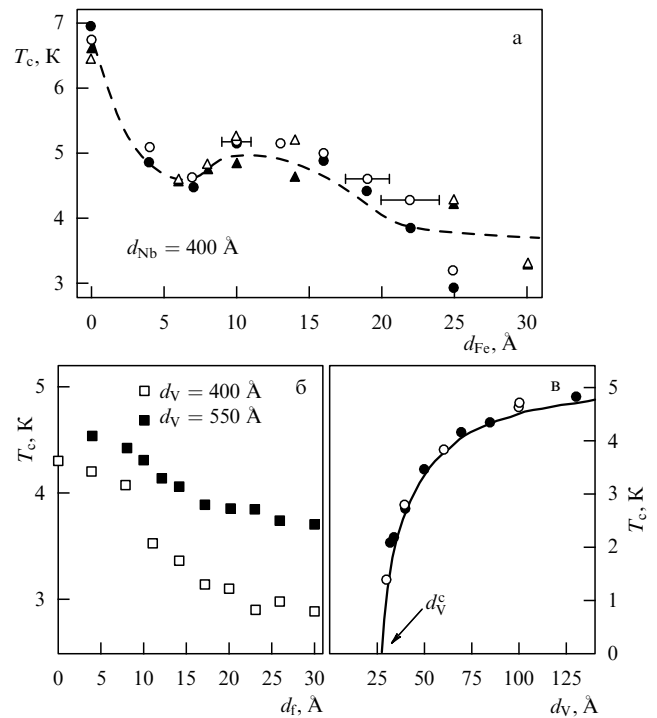 7
T_c, К
6
5
4
3
а
d_Nb = 400 Å
0 5 10 15 20 25 30
d_Fe, Å
б
□ d_V = 400 Å
■ d_V = 550 Å
5
T_c, К
4
3
0 5 10 15 20 25 30
d_f, Å
в
5
T_c, К
4
3
2
1
0
d_V^c
25 50 75 100 125
d_V, Å